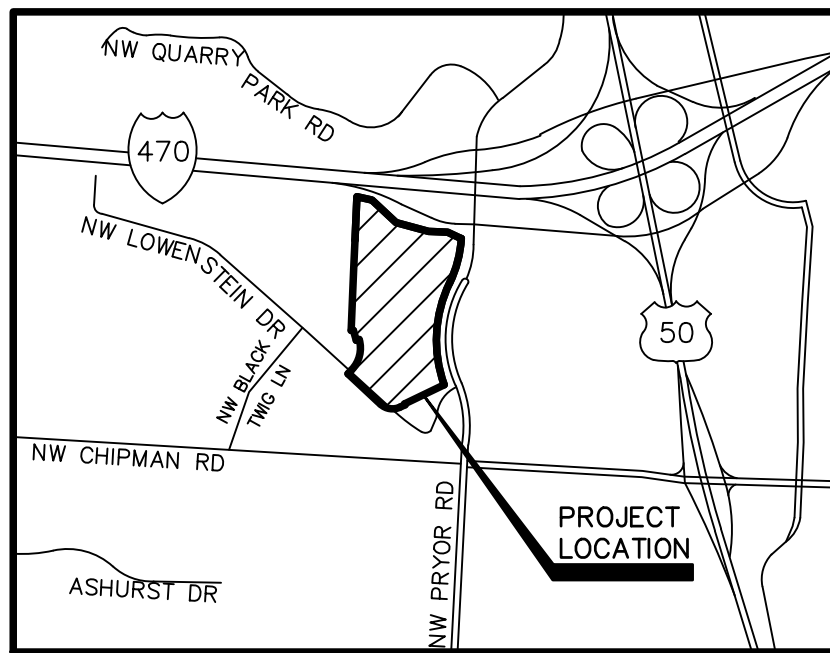 NW QUARRY
PARK RD
470
NW LOWENSTEIN DR
NW BLACK
TWIG LN
50
NW CHIPMAN RD
PROJECT
LOCATION
NW PRYOR RD
ASHURST DR